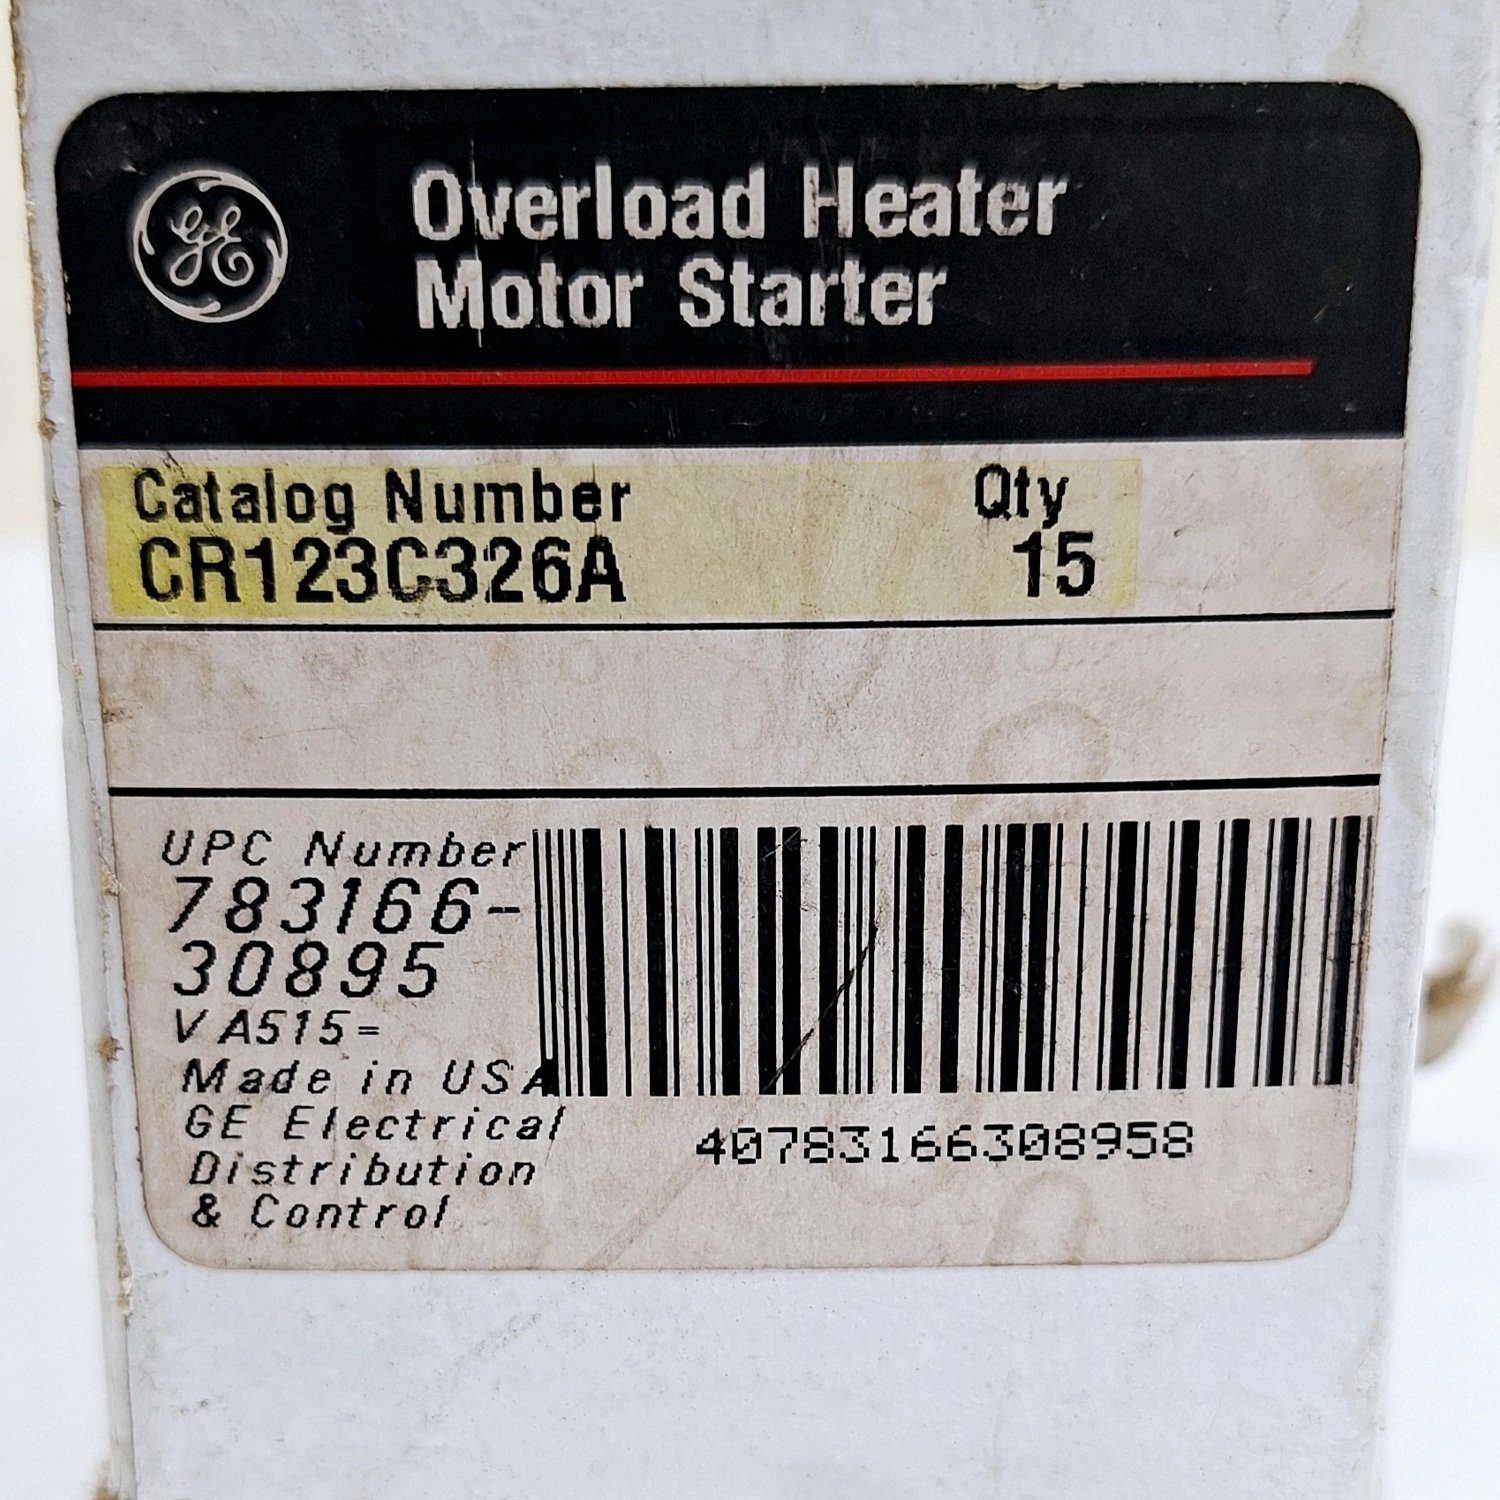 GE
Overload Heater
Motor Starter
Catalog Number Qty
CR123C326A 15
UPC Number
783166-
30895
V A515=
Made in USA
GE Electrical
Distribution
& Control
40783166308958